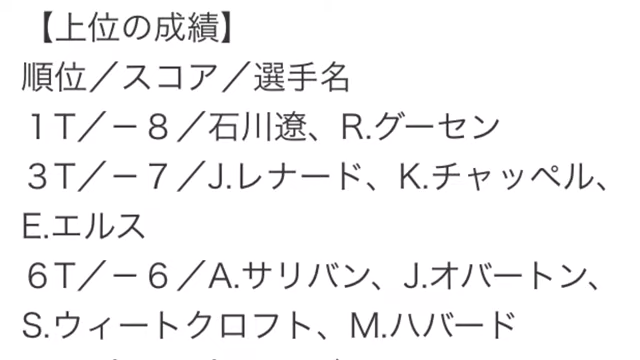 【上位の成績】
順位／スコア／選手名
１T／－８／石川遼、R.グーセン
３T／－７／J.レナード、K.チャッペル、
E.エルス
６T／－６／A.サリバン、J.オバートン、
S.ウィートクロフト、M.ハバード